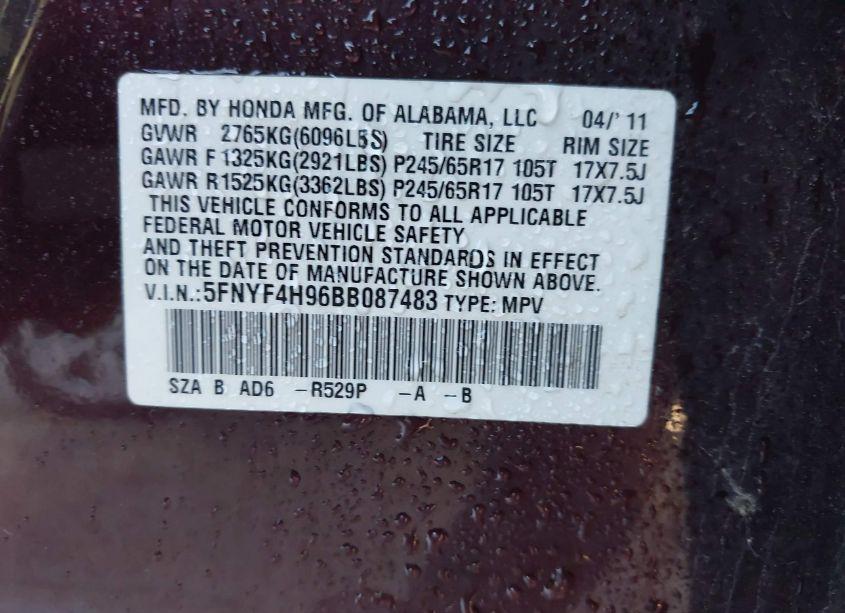 MFD. BY HONDA MFG. OF ALABAMA, LLC 04/'11
GVWR 2765KG(6096LBS) TIRE SIZE RIM SIZE
GAWR F1325KG(2921LBS) P245/65R17 105T 17X7.5J
GAWR R1525KG(3362LBS) P245/65R17 105T 17X7.5J
THIS VEHICLE CONFORMS TO ALL APPLICABLE
FEDERAL MOTOR VEHICLE SAFETY
AND THEFT PREVENTION STANDARDS IN EFFECT
ON THE DATE OF MANUFACTURE SHOWN ABOVE.
V.I.N.:5FNYF4H96BB087483 TYPE: MPV
SZA B AD6 -R529P -A -B